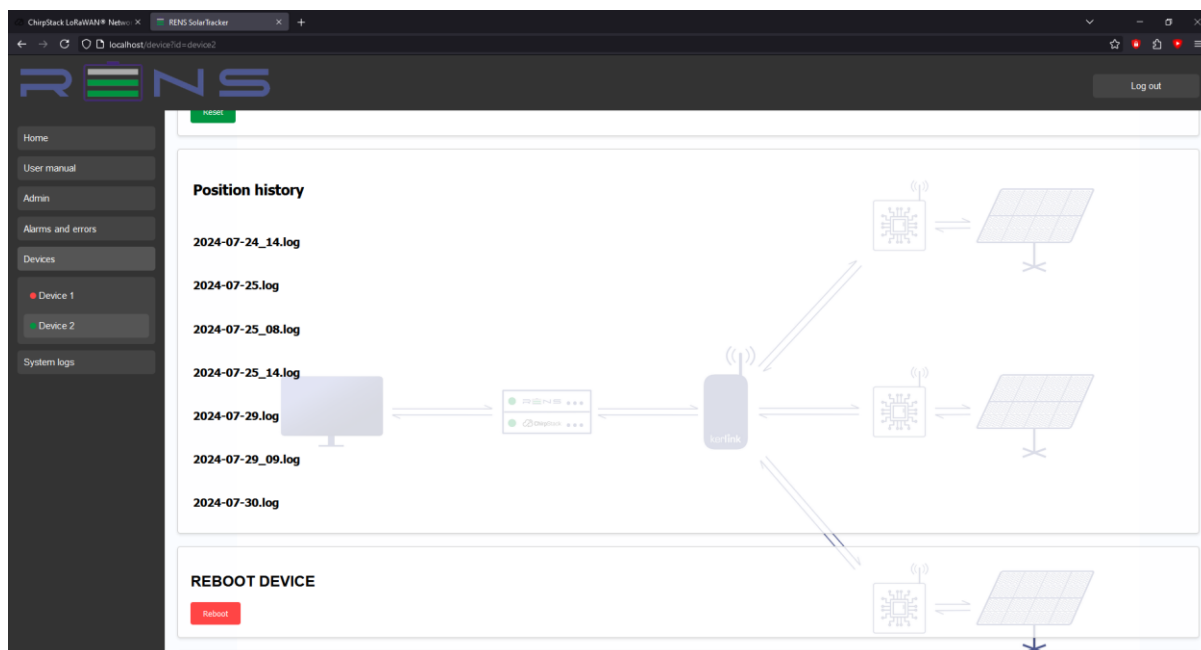 ChirpStack LoRaWAN® Networ
RENS SolarTracker
localhost/device?id=device2
RENS
Log out
Reset
Home
User manual
Admin
Alarms and errors
Devices
Device 1
Device 2
System logs
Position history
2024-07-24_14.log
2024-07-25.log
2024-07-25_08.log
2024-07-25_14.log
2024-07-29.log
2024-07-29_09.log
2024-07-30.log
RENS
kerlink
REBOOT DEVICE
Reboot